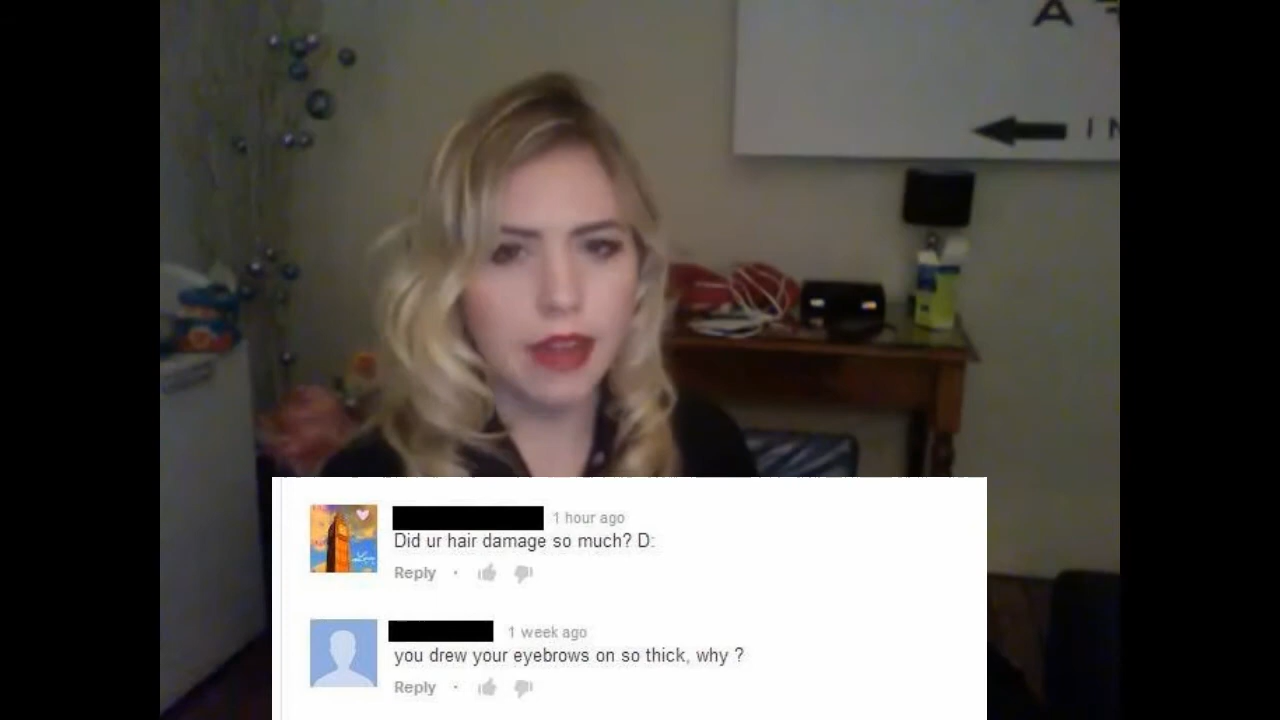 A
IN
1 hour ago
Did ur hair damage so much? D:
Reply ·
1 week ago
you drew your eyebrows on so thick, why ?
Reply ·